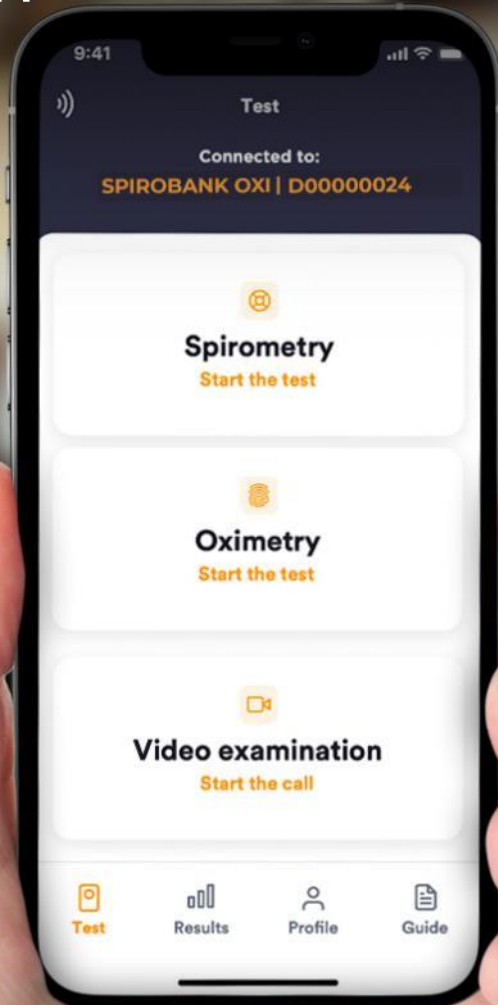 9:41
Test
Connected to:
SPIROBANK OXI | D00000024
Spirometry
Start the test
Oximetry
Start the test
Video examination
Start the call
Test Results Profile Guide